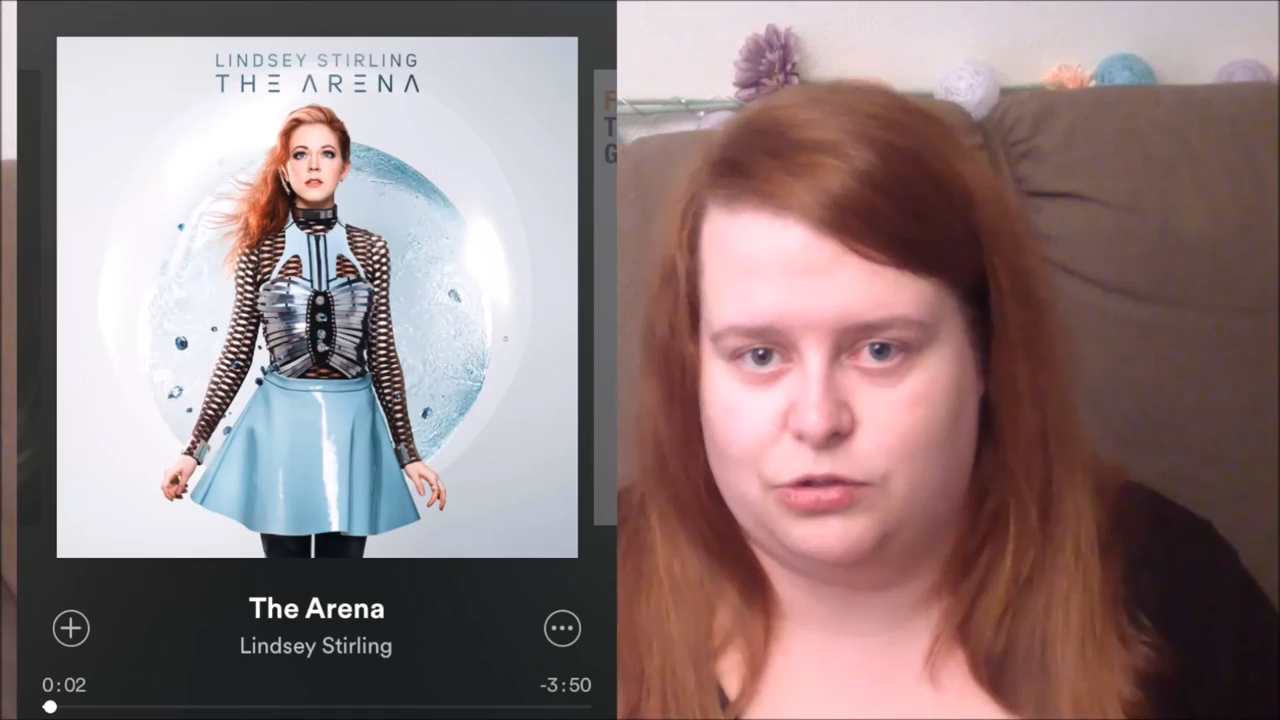 LINDSEY STIRLING
THE ARENA
F
T
G
The Arena
Lindsey Stirling
0:02
-3:50